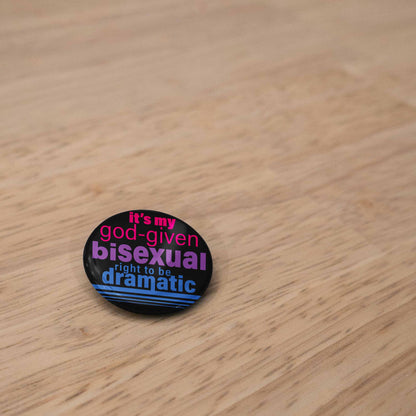 it's my
god-given
bisexual
right to be
dramatic